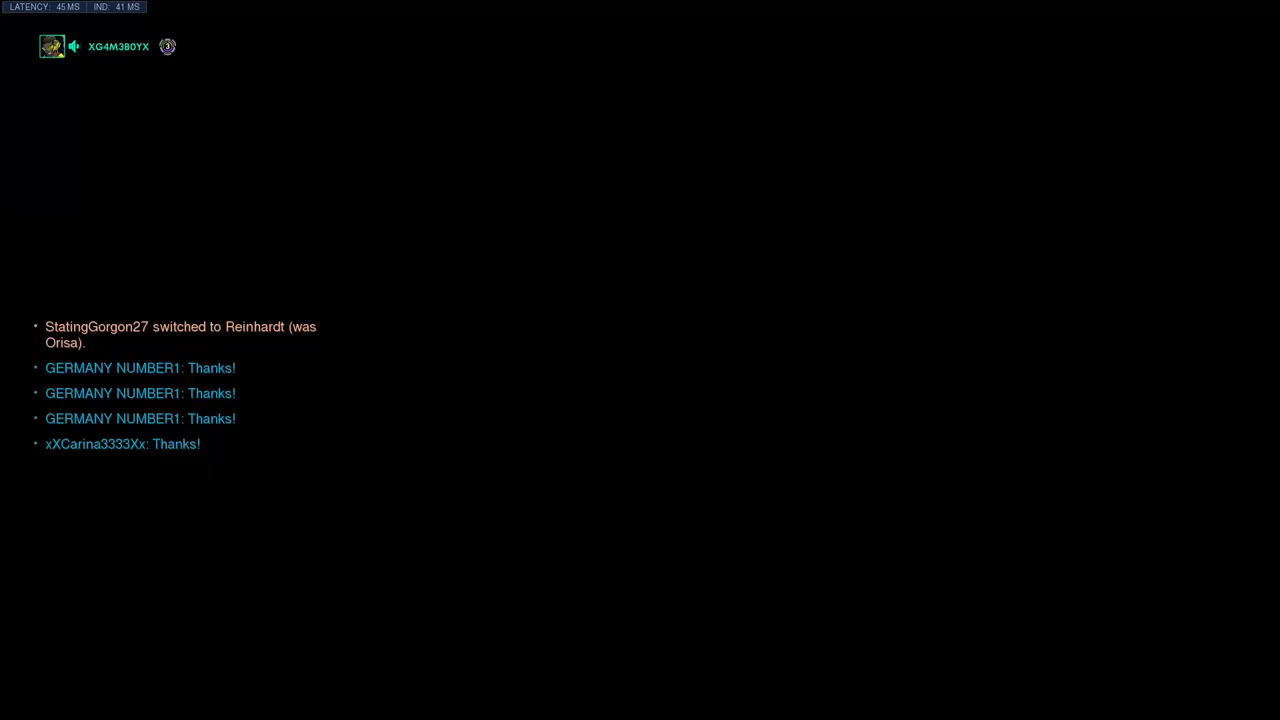 LATENCY: 45 MS IND: 41 MS
XG4M3B0YX 3
• StatingGorgon27 switched to Reinhardt (was
Orisa).
• GERMANY NUMBER1: Thanks!
• GERMANY NUMBER1: Thanks!
• GERMANY NUMBER1: Thanks!
• xXCarina3333Xx: Thanks!